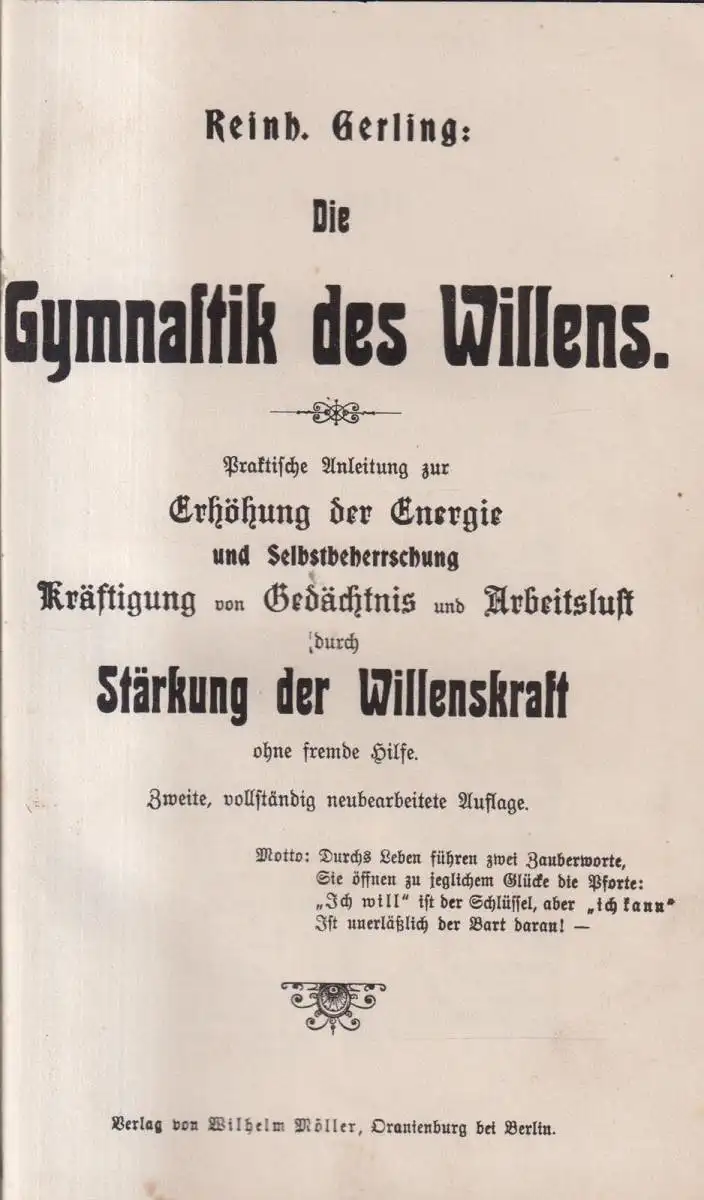 Reinh. Gerling:
Die
Gymnaſtik des Willens.
Praktiſche Anleitung zur
Erhöhung der Energie
und Selbstbeherrschung
Kräftigung von Gedächtnis und Arbeitsluſt
durch
Stärkung der Willenskraft
ohne fremde Hilfe.
Zweite, vollſtändig neubearbeitete Auflage.
Motto: Durchs Leben führen zwei Zauberworte,
Sie öffnen zu jeglichem Glücke die Pforte:
„Ich will“ iſt der Schlüſſel, aber „ich kann“
Iſt unerläßlich der Bart daran! —
Verlag von Wilhelm Möller, Oranienburg bei Berlin.